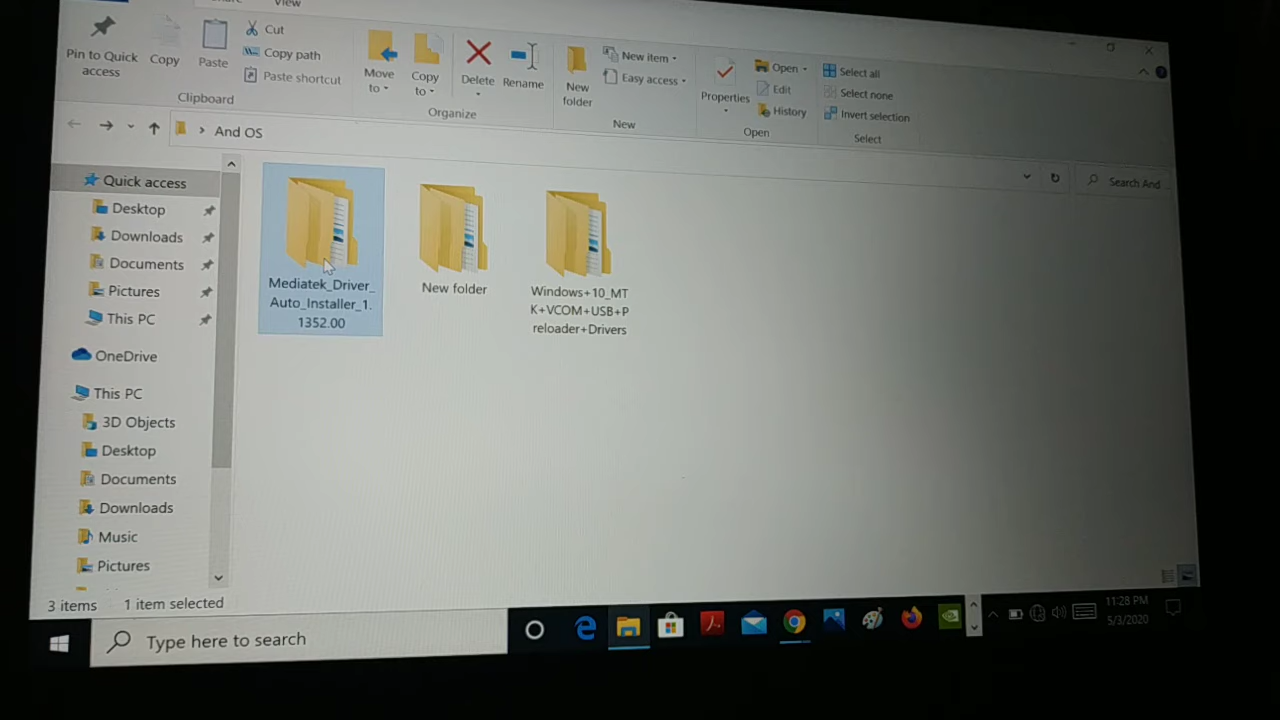 View
Pin to Quick access
Copy
Paste
Cut
Copy path
Paste shortcut
Clipboard
Move to
Copy to
Delete
Rename
Organize
New folder
New item
Easy access
New
Properties
Open
Edit
History
Open
Select all
Select none
Invert selection
Select
And OS
Search And
Quick access
Desktop
Downloads
Documents
Pictures
This PC
OneDrive
This PC
3D Objects
Desktop
Documents
Downloads
Music
Pictures
Mediatek_Driver_
Auto_Installer_1.
1352.00
New folder
Windows+10_MT
K+VCOM+USB+P
reloader+Drivers
3 items
1 item selected
Type here to search
11:28 PM
5/3/2020